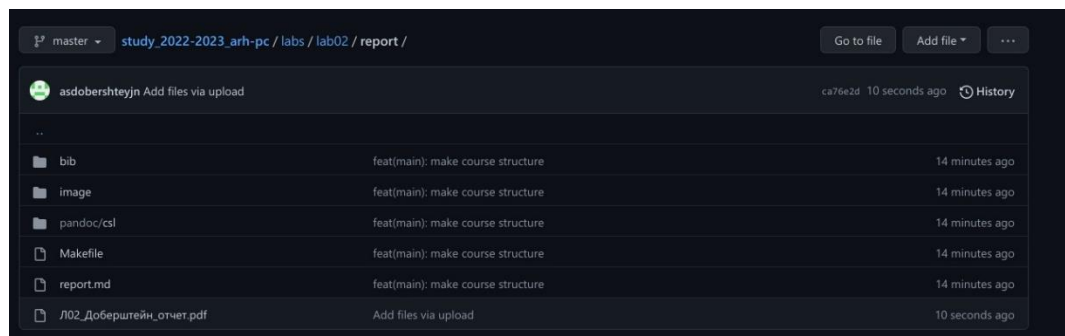 master study_2022-2023_arh-pc / labs / lab02 / report / Go to file Add file ...
asdobershteyjn Add files via upload ca76e2d 10 seconds ago History
..
bib feat(main): make course structure 14 minutes ago
image feat(main): make course structure 14 minutes ago
pandoc/csl feat(main): make course structure 14 minutes ago
Makefile feat(main): make course structure 14 minutes ago
report.md feat(main): make course structure 14 minutes ago
Л02_Доберштейн_отчет.pdf Add files via upload 10 seconds ago